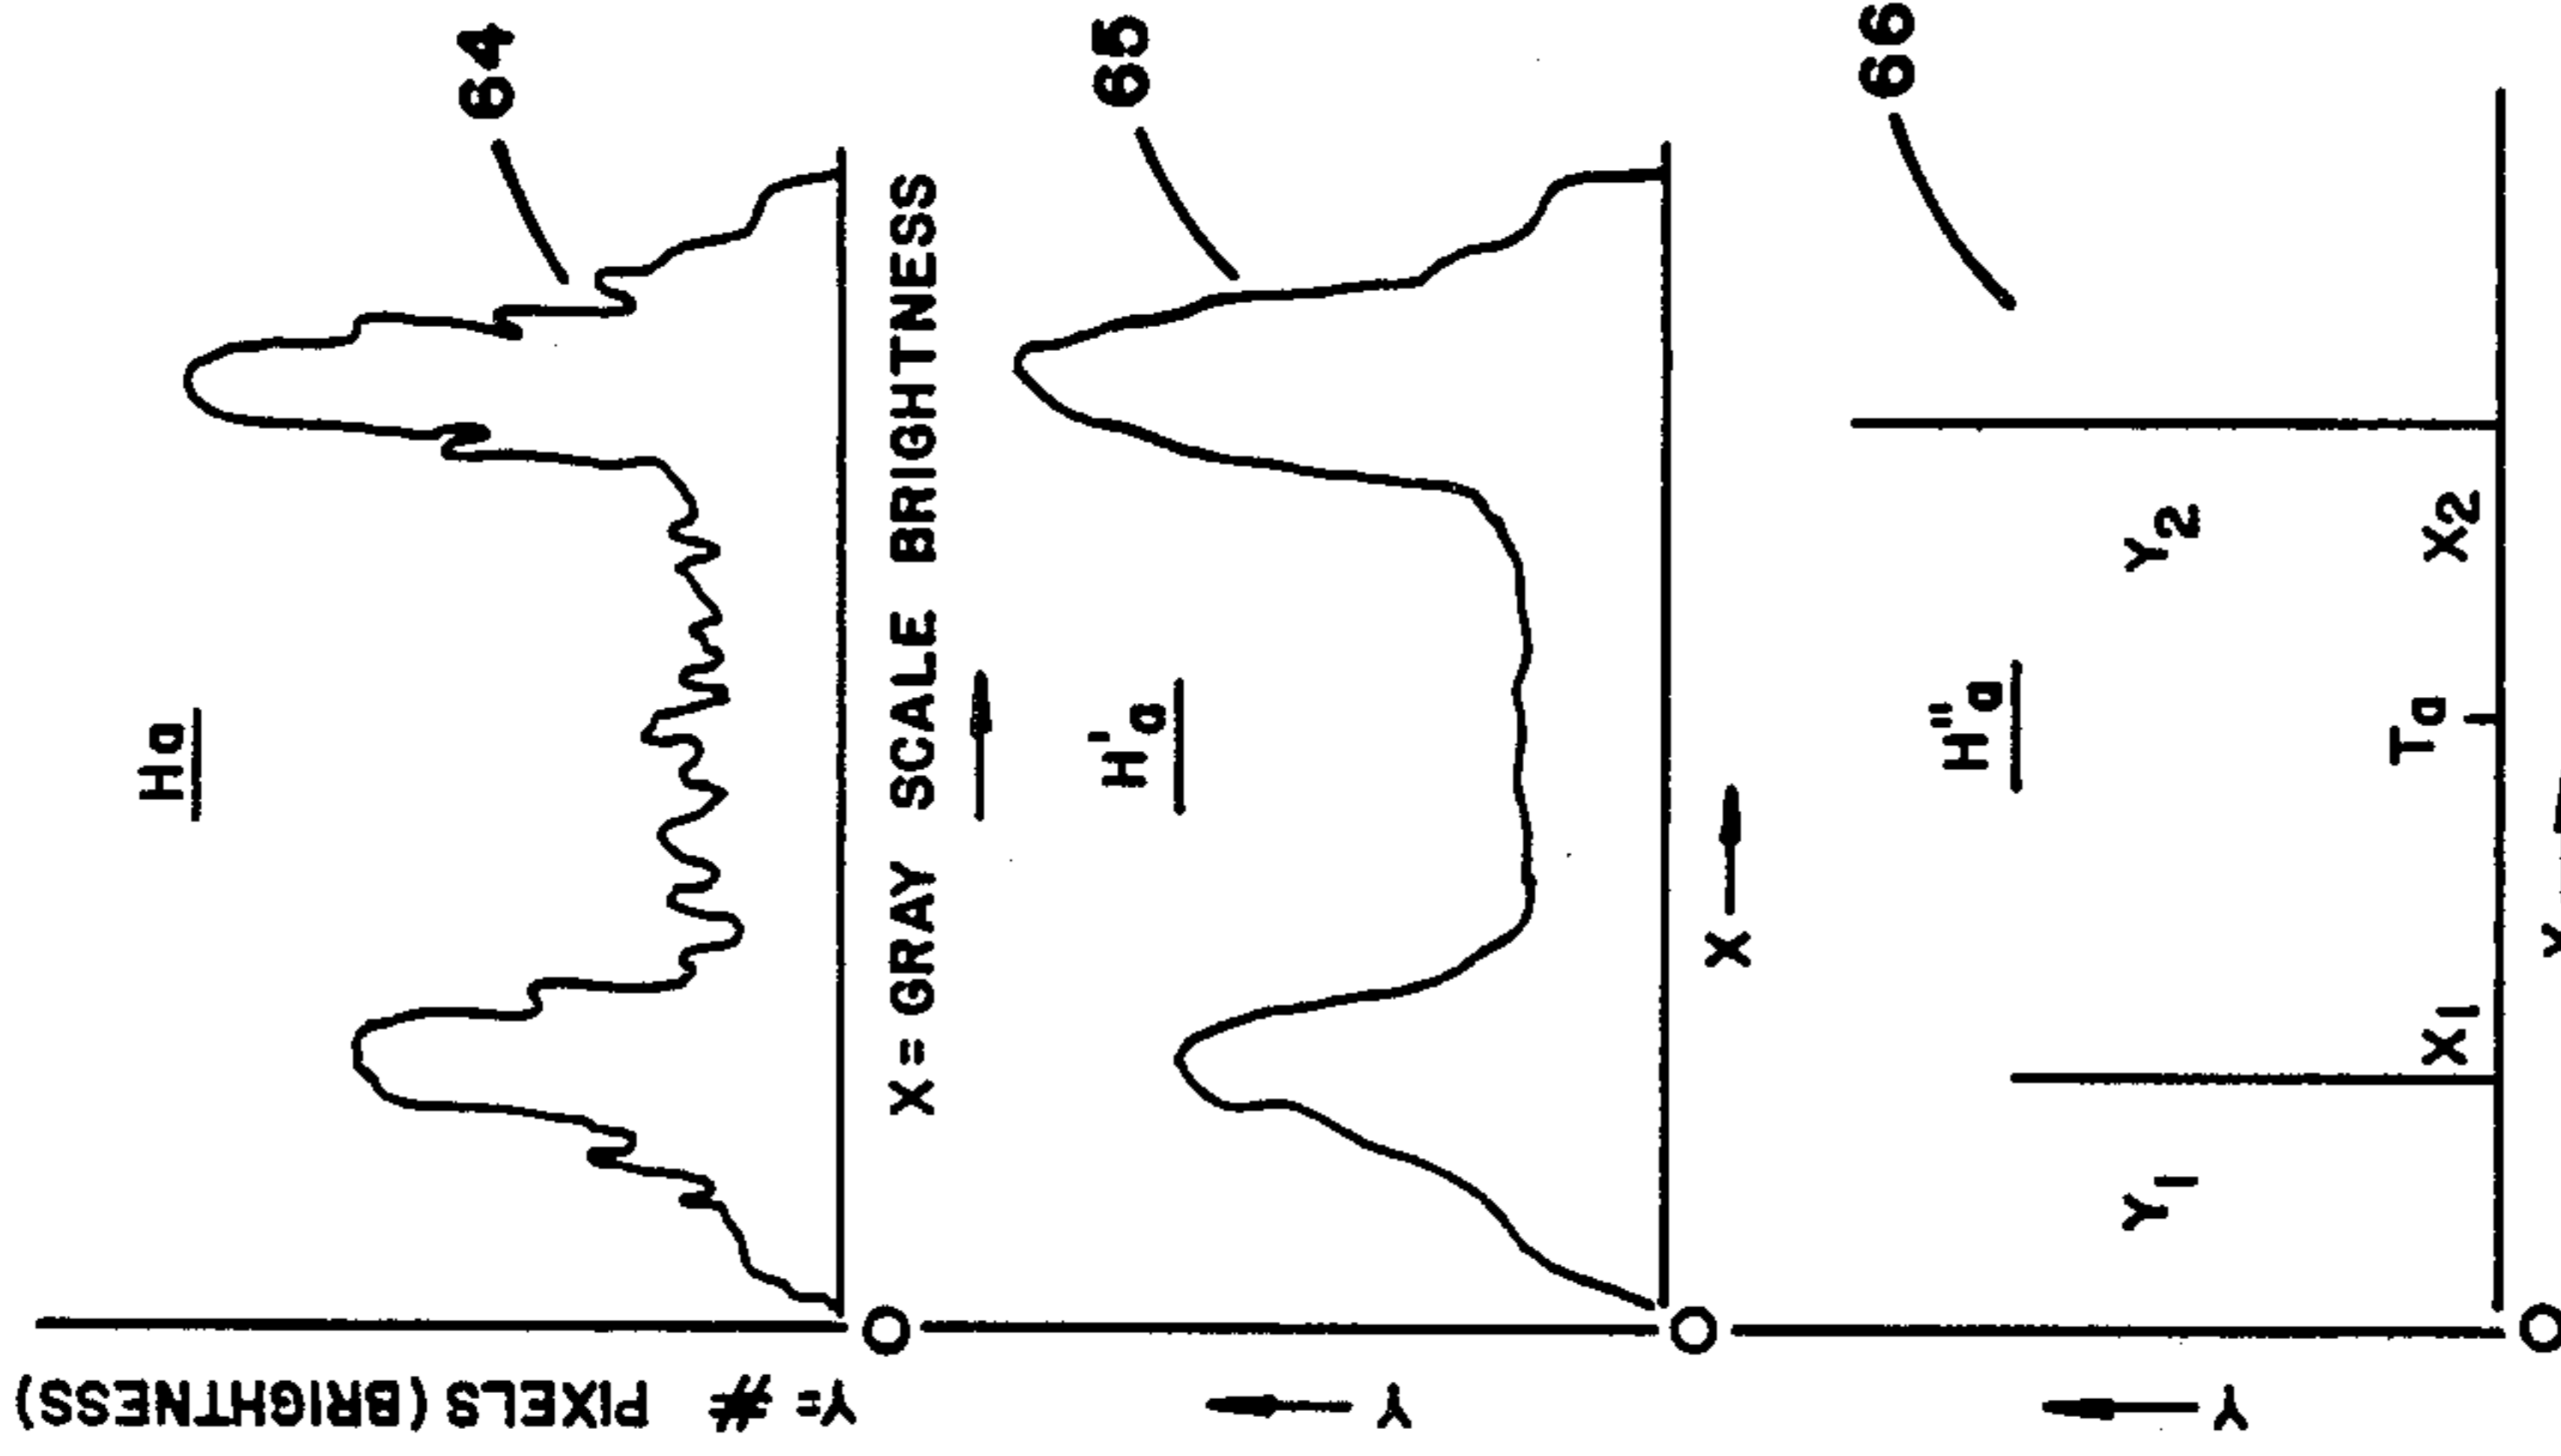 Y = # PIXELS (BRIGHTNESS)
Ha
64
O
X = GRAY SCALE BRIGHTNESS
Y
H'a
65
O
X
Y
H"a
66
Y1
Y2
X1
Ta
X2
O